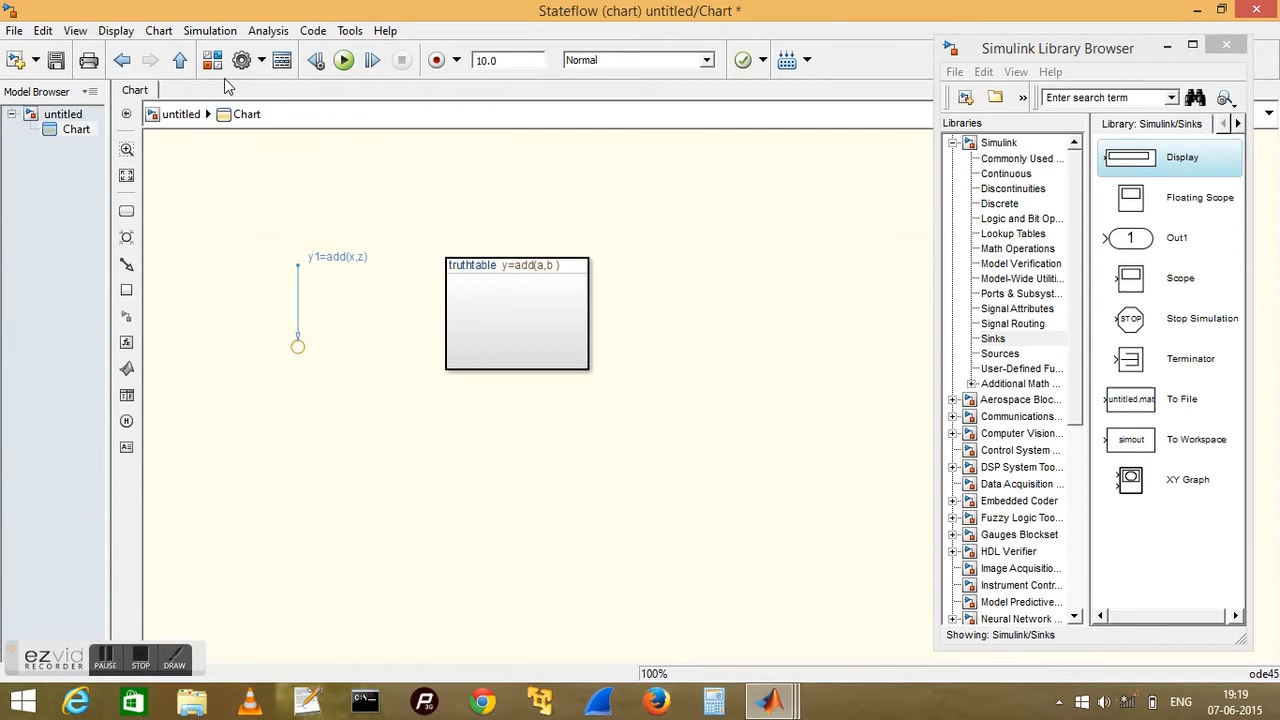 Stateflow (chart) untitled/Chart *
File Edit View Display Chart Simulation Analysis Code Tools Help
10.0
Normal
Model Browser
untitled
Chart
Chart
untitled Chart
y1=add(x,z)
truthtable y=add(a,b )
Simulink Library Browser
File Edit View Help
» Enter search term
Libraries
Simulink
Commonly Used ...
Continuous
Discontinuities
Discrete
Logic and Bit Op...
Lookup Tables
Math Operations
Model Verification
Model-Wide Utiliti...
Ports & Subsyst...
Signal Attributes
Signal Routing
Sinks
Sources
User-Defined Fu...
Additional Math ...
Aerospace Bloc...
Communications...
Computer Vision...
Control System ...
DSP System Too...
Data Acquisition ...
Embedded Coder
Fuzzy Logic Too...
Gauges Blockset
HDL Verifier
Image Acquisitio...
Instrument Contr...
Model Predictive...
Neural Network ...
Library: Simulink/Sinks
Display
Floating Scope
1 Out1
Scope
STOP Stop Simulation
Terminator
untitled.mat To File
simout To Workspace
XY Graph
Showing: Simulink/Sinks
ezvid
RECORDER
PAUSE STOP DRAW
100%
ode45
ENG
19:19
07-06-2015